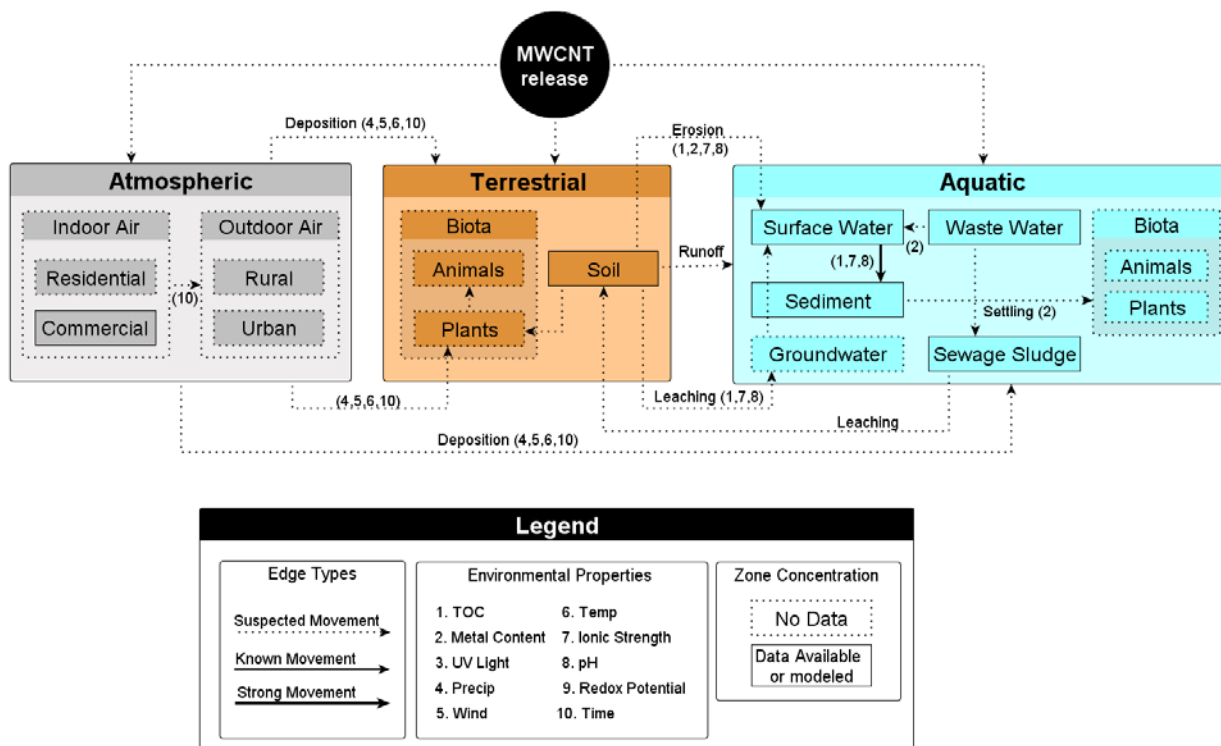 MWCNT
release
Deposition (4,5,6,10)
Erosion
(1,2,7,8)
Atmospheric
Terrestrial
Aquatic
Indoor Air
Outdoor Air
Biota
Surface Water
Waste Water
Biota
(2)
Residential
Rural
Animals
Soil
Runoff
(1,7,8)
Animals
(10)
Commercial
Urban
Plants
Sediment
Settling (2)
Plants
Groundwater
Sewage Sludge
(4,5,6,10)
Leaching (1,7,8)
Leaching
Deposition (4,5,6,10)
Legend
Edge Types
Suspected Movement
Known Movement
Strong Movement
Environmental Properties
1. TOC
2. Metal Content
3. UV Light
4. Precip
5. Wind
6. Temp
7. Ionic Strength
8. pH
9. Redox Potential
10. Time
Zone Concentration
No Data
Data Available
or modeled